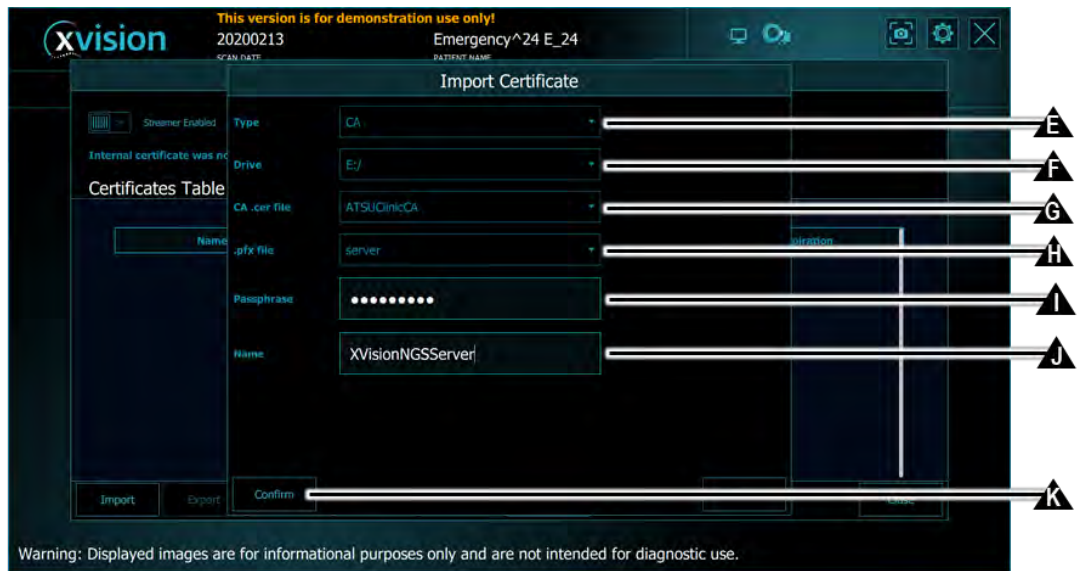 This version is for demonstration use only!
xvision
20200213
Emergency^24 E_24
SCAN DATE
PATIENT NAME
Import Certificate
Streamer Enabled
Type
CA
E
Internal certificate was no
Drive
E:/
F
Certificates Table
CA .cer file
ATSUClinicCA
G
Name
.pfx file
server
piration
H
Passphrase
●●●●●●●●●
I
Name
XVisionNGSServer
J
Import
Export
Confirm
Close
K
Warning: Displayed images are for informational purposes only and are not intended for diagnostic use.